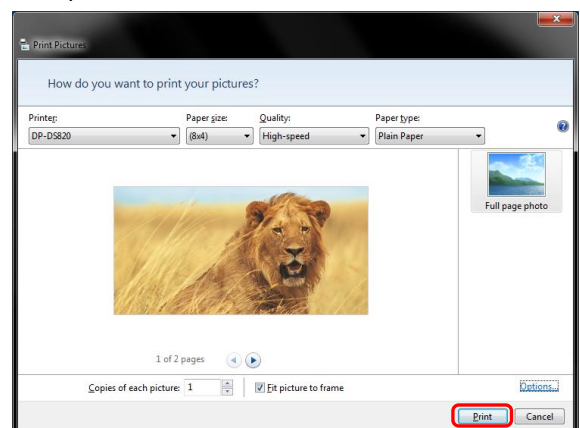 Print Pictures
How do you want to print your pictures?
Printer: Paper size: Quality: Paper type:
DP-DS820 (8x4) High-speed Plain Paper
Full page photo
1 of 2 pages
Copies of each picture: 1 Fit picture to frame Options...
Print Cancel